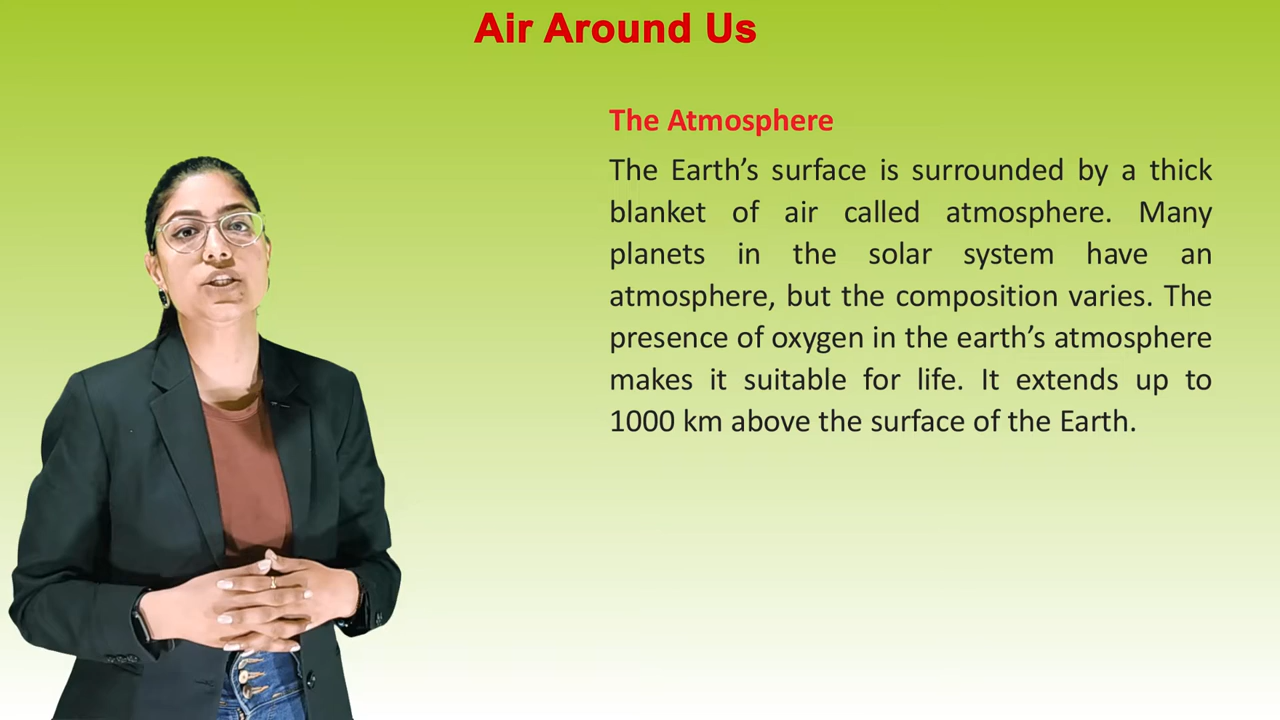 Air Around Us
The Atmosphere
The Earth’s surface is surrounded by a thick
blanket of air called atmosphere. Many
planets in the solar system have an
atmosphere, but the composition varies. The
presence of oxygen in the earth’s atmosphere
makes it suitable for life. It extends up to
1000 km above the surface of the Earth.